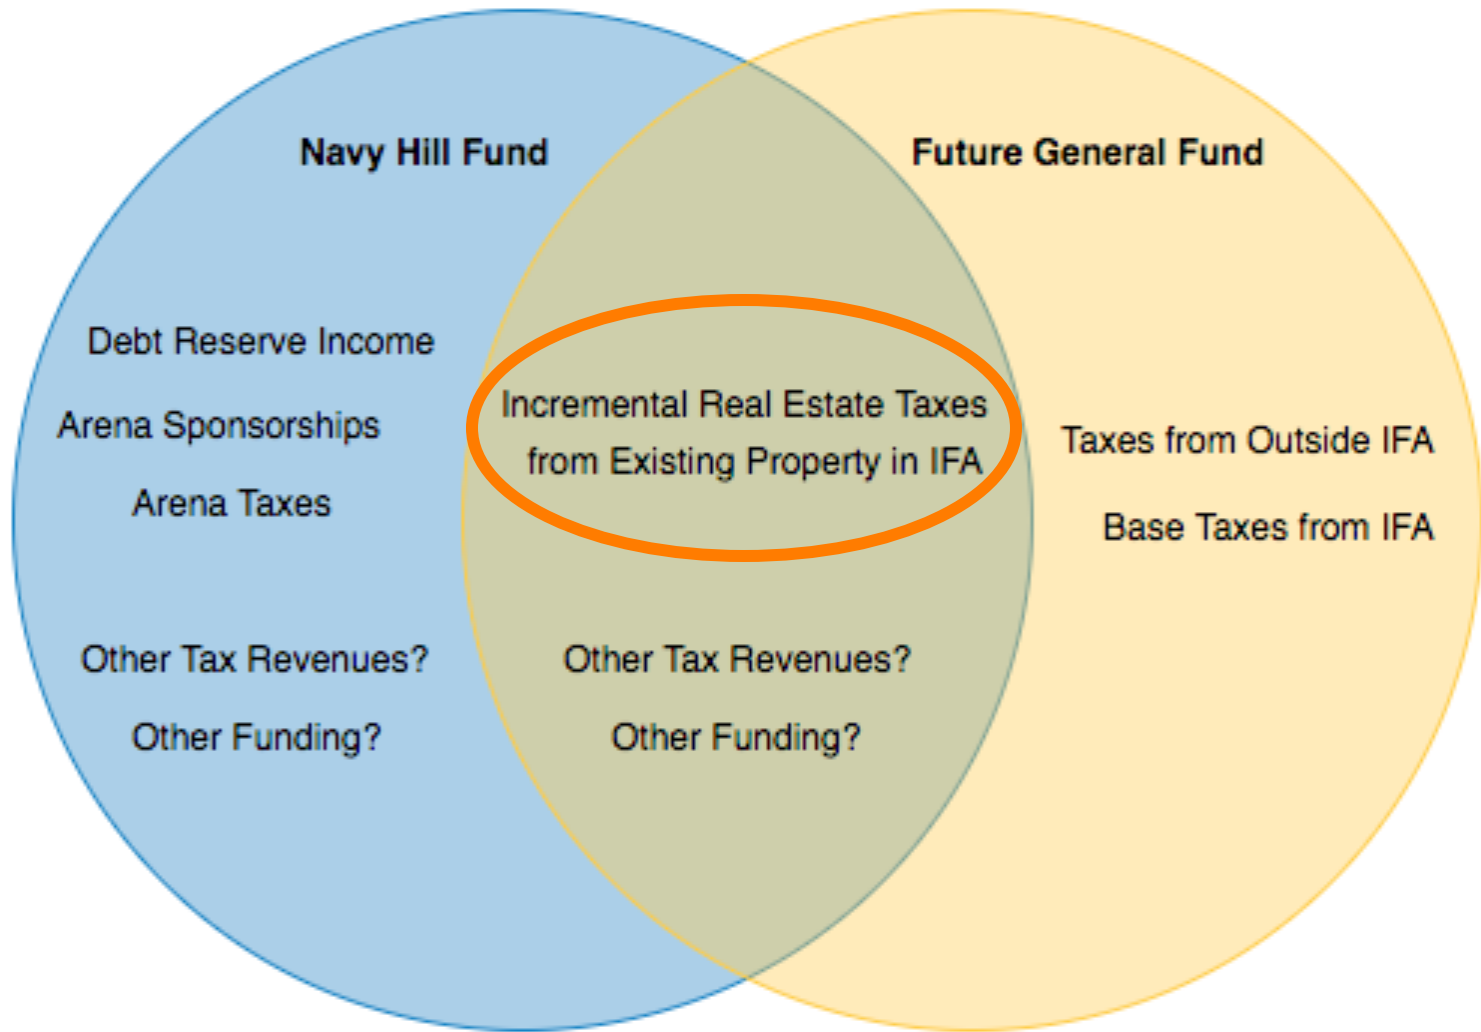 Navy Hill Fund
Future General Fund
Debt Reserve Income
Arena Sponsorships
Arena Taxes
Other Tax Revenues?
Other Funding?
Incremental Real Estate Taxes
from Existing Property in IFA
Other Tax Revenues?
Other Funding?
Taxes from Outside IFA
Base Taxes from IFA